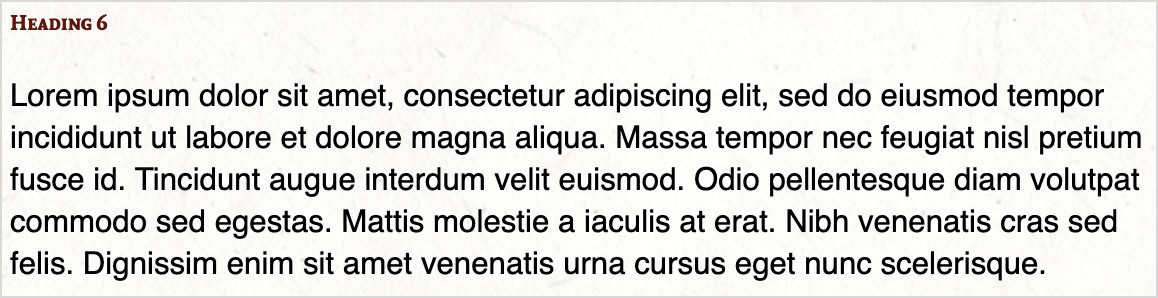 Heading 6
Lorem ipsum dolor sit amet, consectetur adipiscing elit, sed do eiusmod tempor
incididunt ut labore et dolore magna aliqua. Massa tempor nec feugiat nisl pretium
fusce id. Tincidunt augue interdum velit euismod. Odio pellentesque diam volutpat
commodo sed egestas. Mattis molestie a iaculis at erat. Nibh venenatis cras sed
felis. Dignissim enim sit amet venenatis urna cursus eget nunc scelerisque.